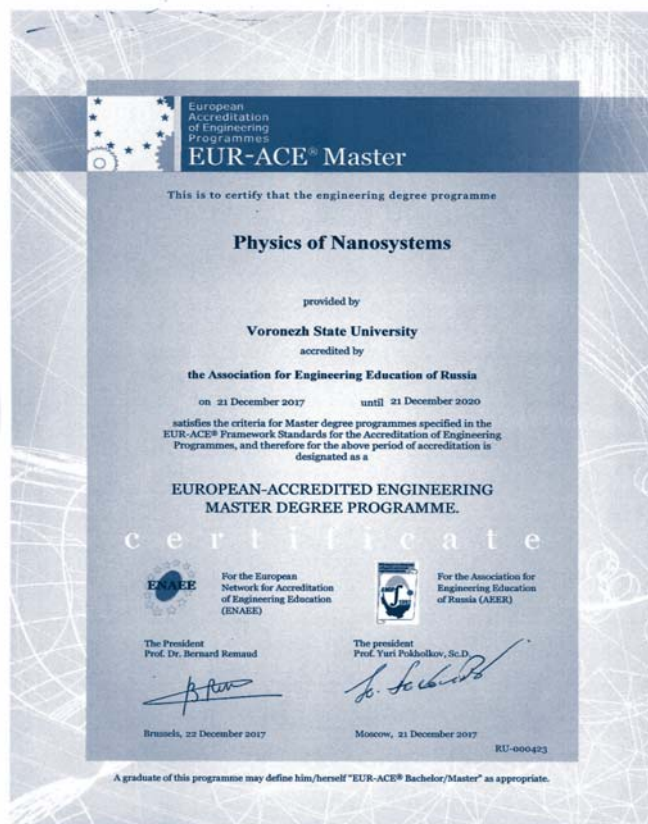 European
Accreditation
of Engineering
Programmes
EUR-ACE® Master
This is to certify that the engineering degree programme
Physics of Nanosystems
provided by
Voronezh State University
accredited by
the Association for Engineering Education of Russia
on 21 December 2017 until 21 December 2020
satisfies the criteria for Master degree programmes specified in the
EUR-ACE® Framework Standards for the Accreditation of Engineering
Programmes, and therefore for the above period of accreditation is
designated as a
EUROPEAN-ACCREDITED ENGINEERING
MASTER DEGREE PROGRAMME.
certificate
ENAEE
For the European
Network for Accreditation
of Engineering Education
(ENAEE)
For the Association for
Engineering Education
of Russia (AEER)
The President
Prof. Dr. Bernard Remaud
The president
Prof. Yuri Pokholkov, Sc.D.
Brussels, 22 December 2017
Moscow, 21 December 2017
RU-000423
A graduate of this programme may define him/herself "EUR-ACE® Bachelor/Master" as appropriate.